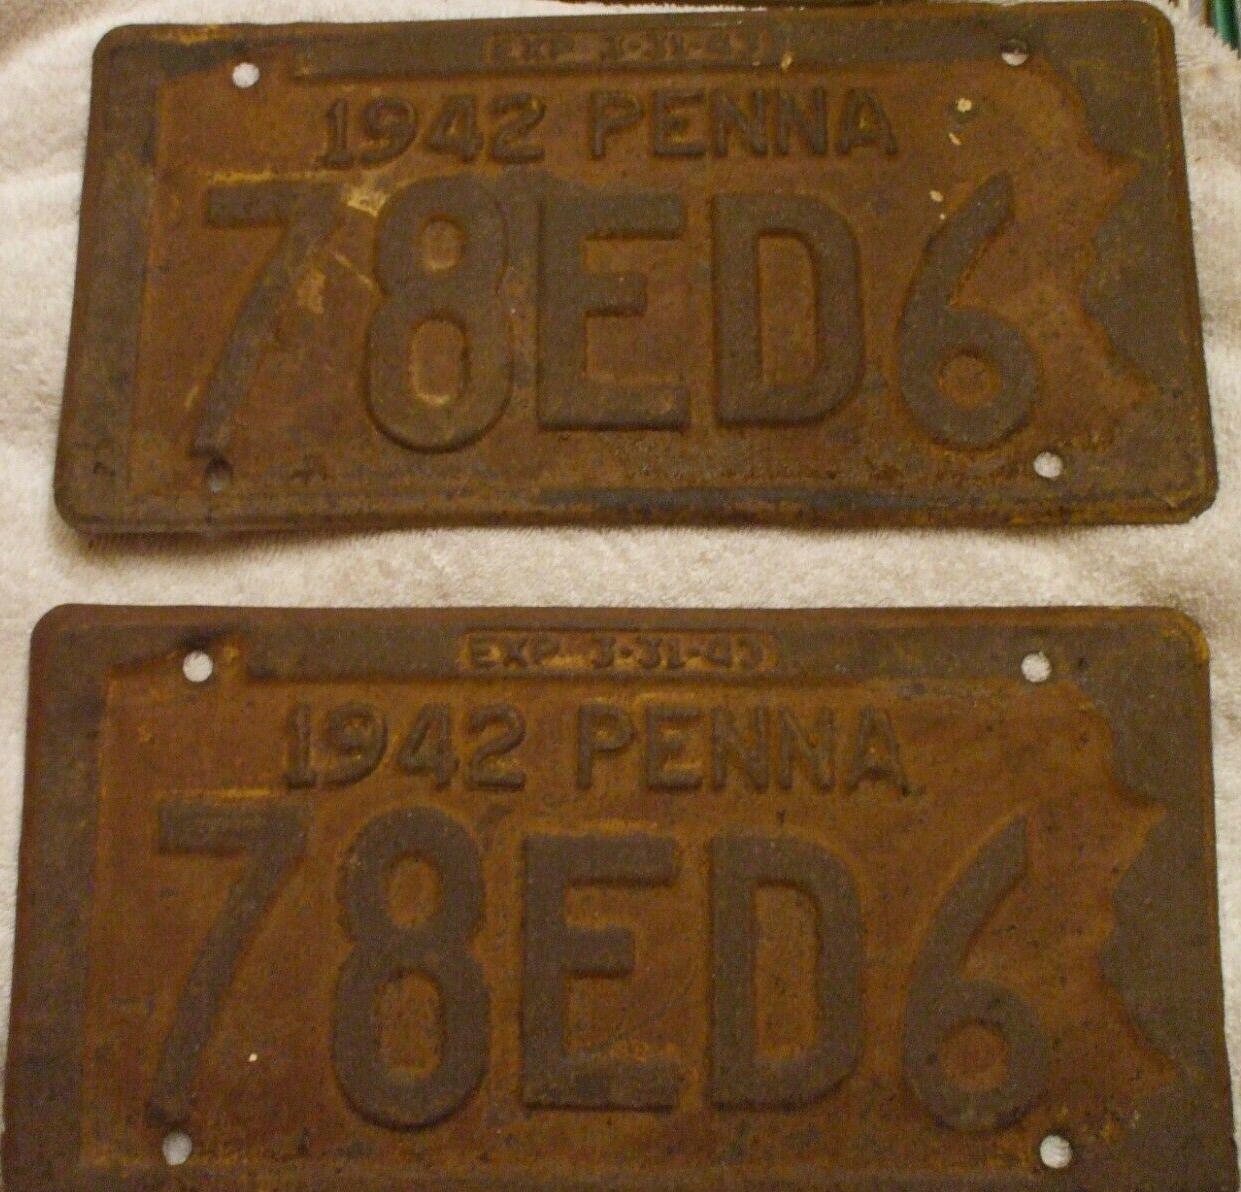 EXP 3-31-43
1942 PENNA
78ED6
EXP 3-31-43
1942 PENNA
78ED6